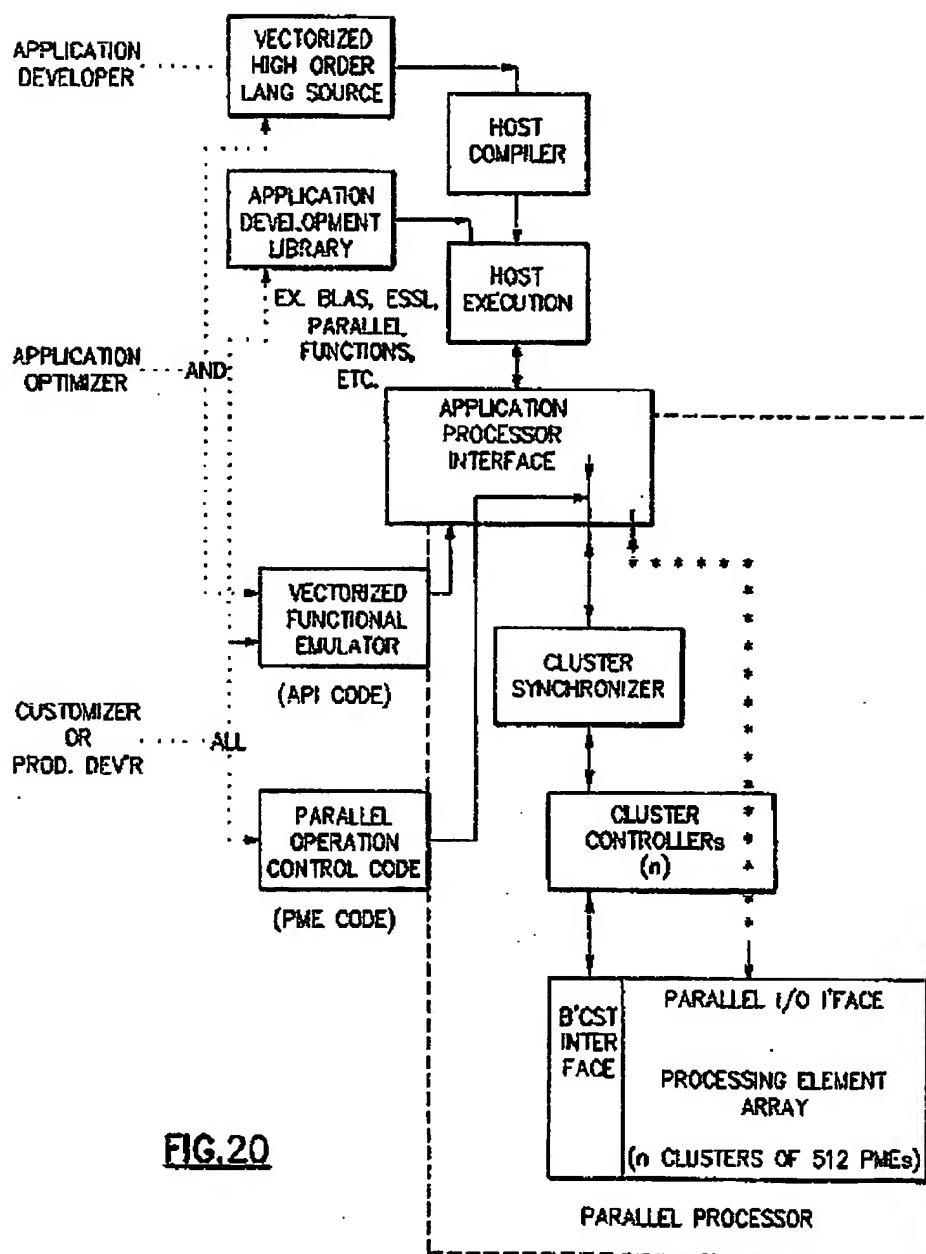 APPLICATION
DEVELOPER
VECTORIZED
HIGH ORDER
LANG SOURCE
HOST
COMPILER
APPLICATION
DEVELOPMENT
LIBRARY
HOST
EXECUTION
EX. BLAS, ESSL,
PARALLEL
FUNCTIONS,
ETC.
APPLICATION
OPTIMIZER
AND
APPLICATION
PROCESSOR
INTERFACE
VECTORIZED
FUNCTIONAL
EMULATOR
(API CODE)
CLUSTER
SYNCHRONIZER
CUSTOMIZER
OR
PROD. DEV'R
ALL
PARALLEL
OPERATION
CONTROL CODE
(PME CODE)
CLUSTER
CONTROLLERs
(n)
B'CST
INTER
FACE
PARALLEL I/O I'FACE
PROCESSING ELEMENT
ARRAY
(n CLUSTERS OF 512 PMEs)
PARALLEL PROCESSOR
FIG.20